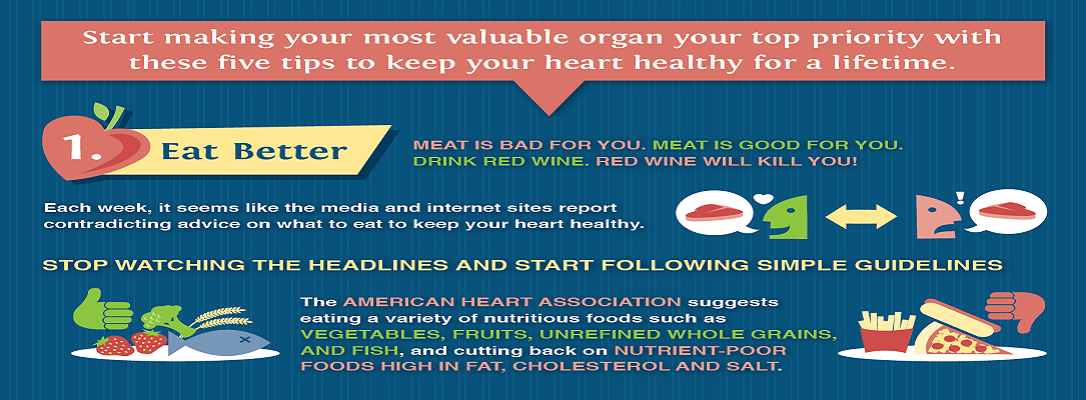 Start making your most valuable organ your top priority with
these five tips to keep your heart healthy for a lifetime.
1. Eat Better
MEAT IS BAD FOR YOU. MEAT IS GOOD FOR YOU.
DRINK RED WINE. RED WINE WILL KILL YOU!
Each week, it seems like the media and internet sites report
contradicting advice on what to eat to keep your heart healthy.
!
STOP WATCHING THE HEADLINES AND START FOLLOWING SIMPLE GUIDELINES
The AMERICAN HEART ASSOCIATION suggests
eating a variety of nutritious foods such as
VEGETABLES, FRUITS, UNREFINED WHOLE GRAINS,
AND FISH, and cutting back on NUTRIENT-POOR
FOODS HIGH IN FAT, CHOLESTEROL AND SALT.